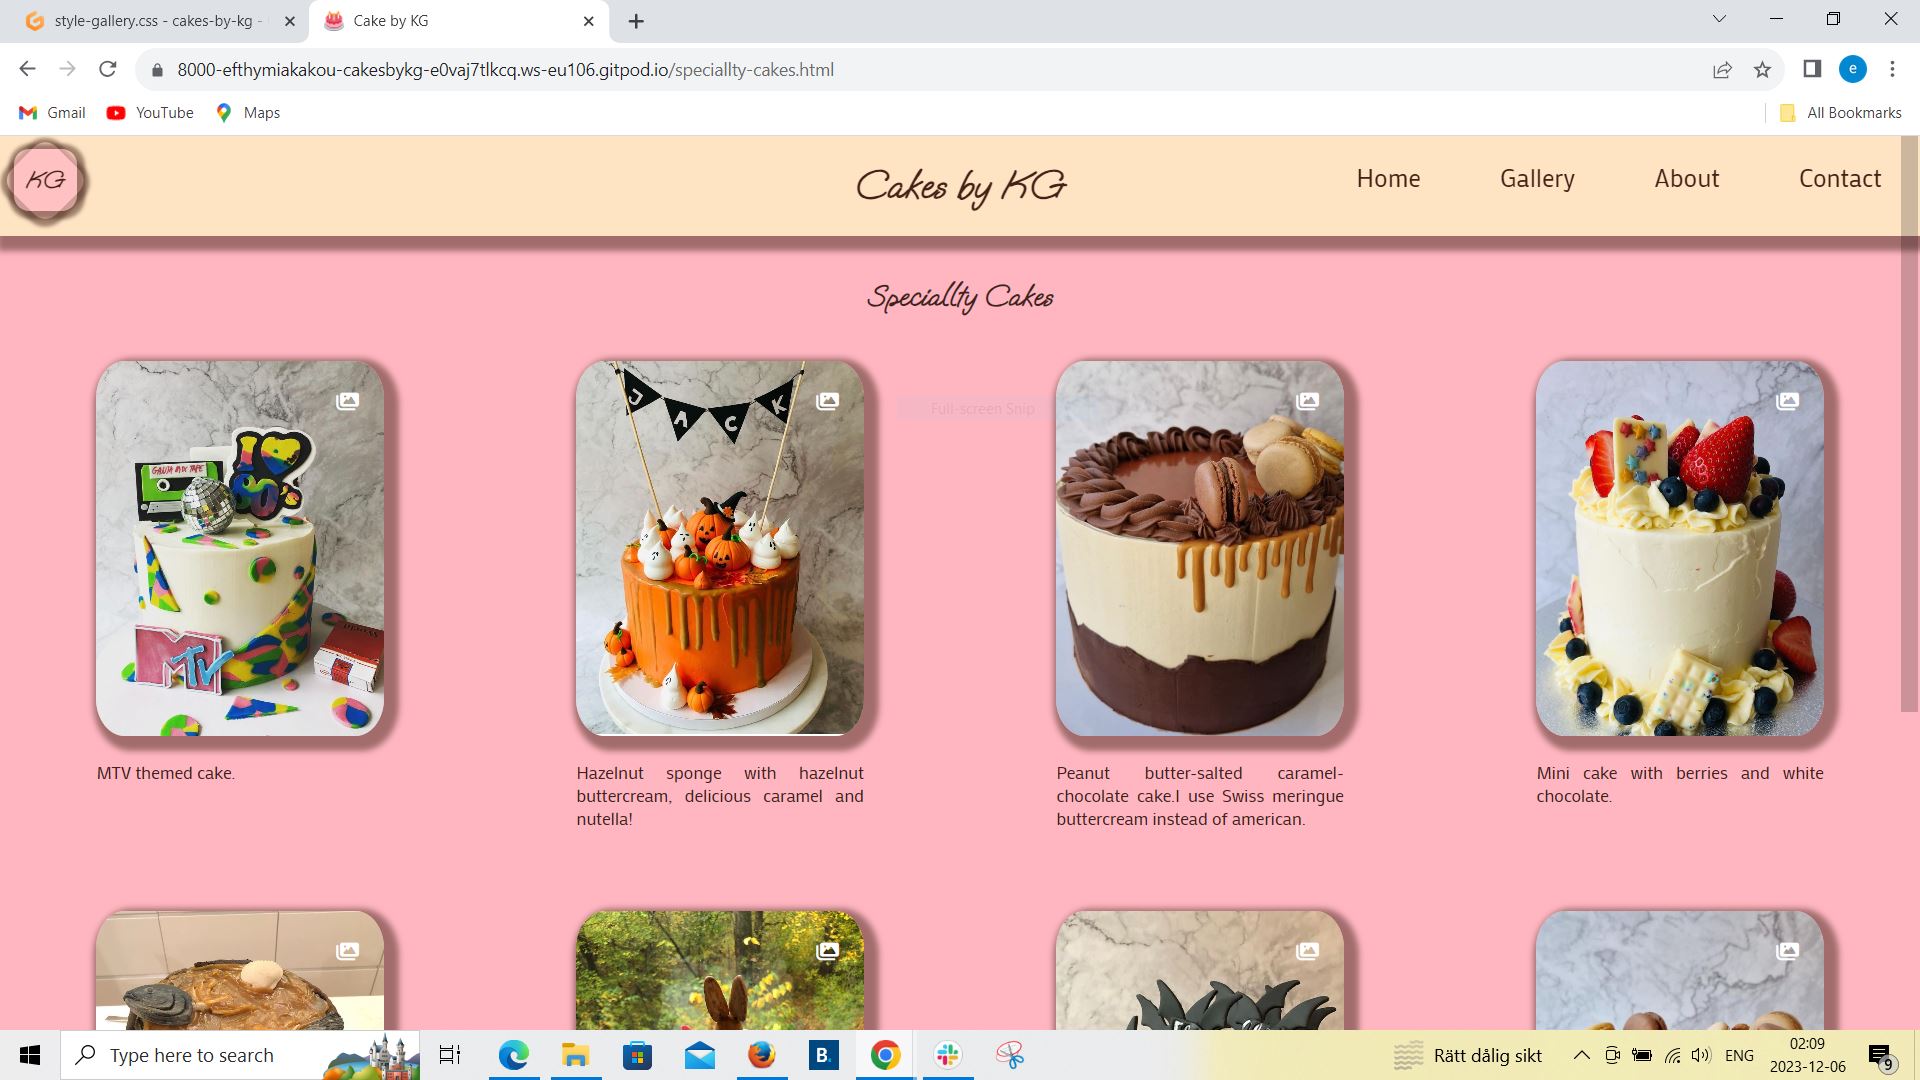 style-gallery.css - cakes-by-kg -
Cake by KG
8000-efthymiakakou-cakesbykg-e0vaj7tlkcq.ws-eu106.gitpod.io/speciallty-cakes.html
e
Gmail
YouTube
Maps
All Bookmarks
KG
Cakes by KG
Home
Gallery
About
Contact
Speciallty Cakes
Full-screen Snip
JACK
MTV
MTV themed cake.
Hazelnut sponge with hazelnut
buttercream, delicious caramel and
nutella!
Peanut butter-salted caramel-
chocolate cake.I use Swiss meringue
buttercream instead of american.
Mini cake with berries and white
chocolate.
Type here to search
B.
Rätt dålig sikt
ENG
02:09
2023-12-06
9